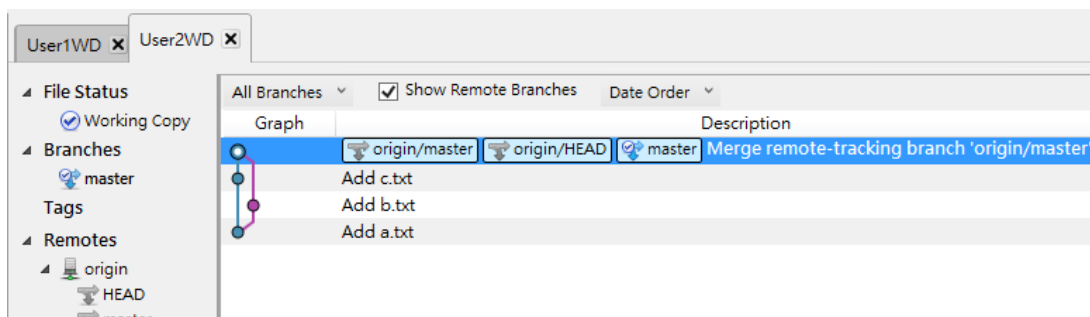 User1WD User2WD
File Status
Working Copy
Branches
master
Tags
Remotes
origin
HEAD
All Branches Show Remote Branches Date Order
Graph Description
origin/master origin/HEAD master Merge remote-tracking branch 'origin/master'
Add c.txt
Add b.txt
Add a.txt